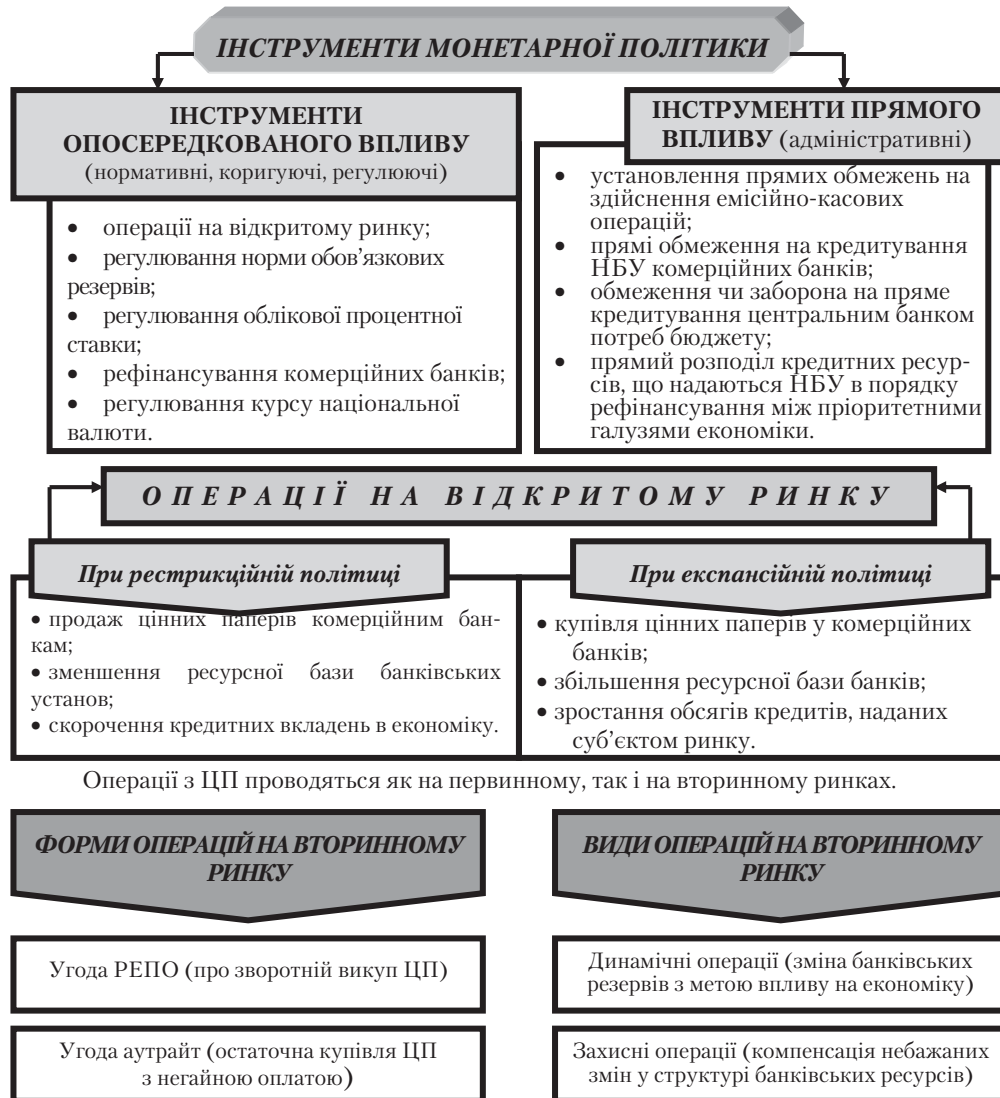 ІНСТРУМЕНТИ МОНЕТАРНОЇ ПОЛІТИКИ
ІНСТРУМЕНТИ
ОПОСЕРЕДКОВАНОГО ВПЛИВУ
(нормативні, коригуючі, регулюючі)
• операції на відкритому ринку;
• регулювання норми обов’язкових
резервів;
• регулювання облікової процентної
ставки;
• рефінансування комерційних банків;
• регулювання курсу національної
валюти.
ІНСТРУМЕНТИ ПРЯМОГО
ВПЛИВУ (адміністративні)
• установлення прямих обмежень на
здійснення емісійно-касових
операцій;
• прямі обмеження на кредитування
НБУ комерційних банків;
• обмеження чи заборона на пряме
кредитування центральним банком
потреб бюджету;
• прямий розподіл кредитних ресур-
сів, що надаються НБУ в порядку
рефінансування між пріоритетними
галузями економіки.
ОПЕРАЦІЇ НА ВІДКРИТОМУ РИНКУ
При рестрикційній політиці
• продаж цінних паперів комерційним бан-
кам;
• зменшення ресурсної бази банківських
установ;
• скорочення кредитних вкладень в економіку.
При експансійній політиці
• купівля цінних паперів у комерційних
банків;
• збільшення ресурсної бази банків;
• зростання обсягів кредитів, наданих
суб’єктом ринку.
Операції з ЦП проводяться як на первинному, так і на вторинному ринках.
ФОРМИ ОПЕРАЦІЙ НА ВТОРИННОМУ
РИНКУ
Угода РЕПО (про зворотній викуп ЦП)
Угода аутрайт (остаточна купівля ЦП
з негайною оплатою)
ВИДИ ОПЕРАЦІЙ НА ВТОРИННОМУ
РИНКУ
Динамічні операції (зміна банківських
резервів з метою впливу на економіку)
Захисні операції (компенсація небажаних
змін у структурі банківських ресурсів)